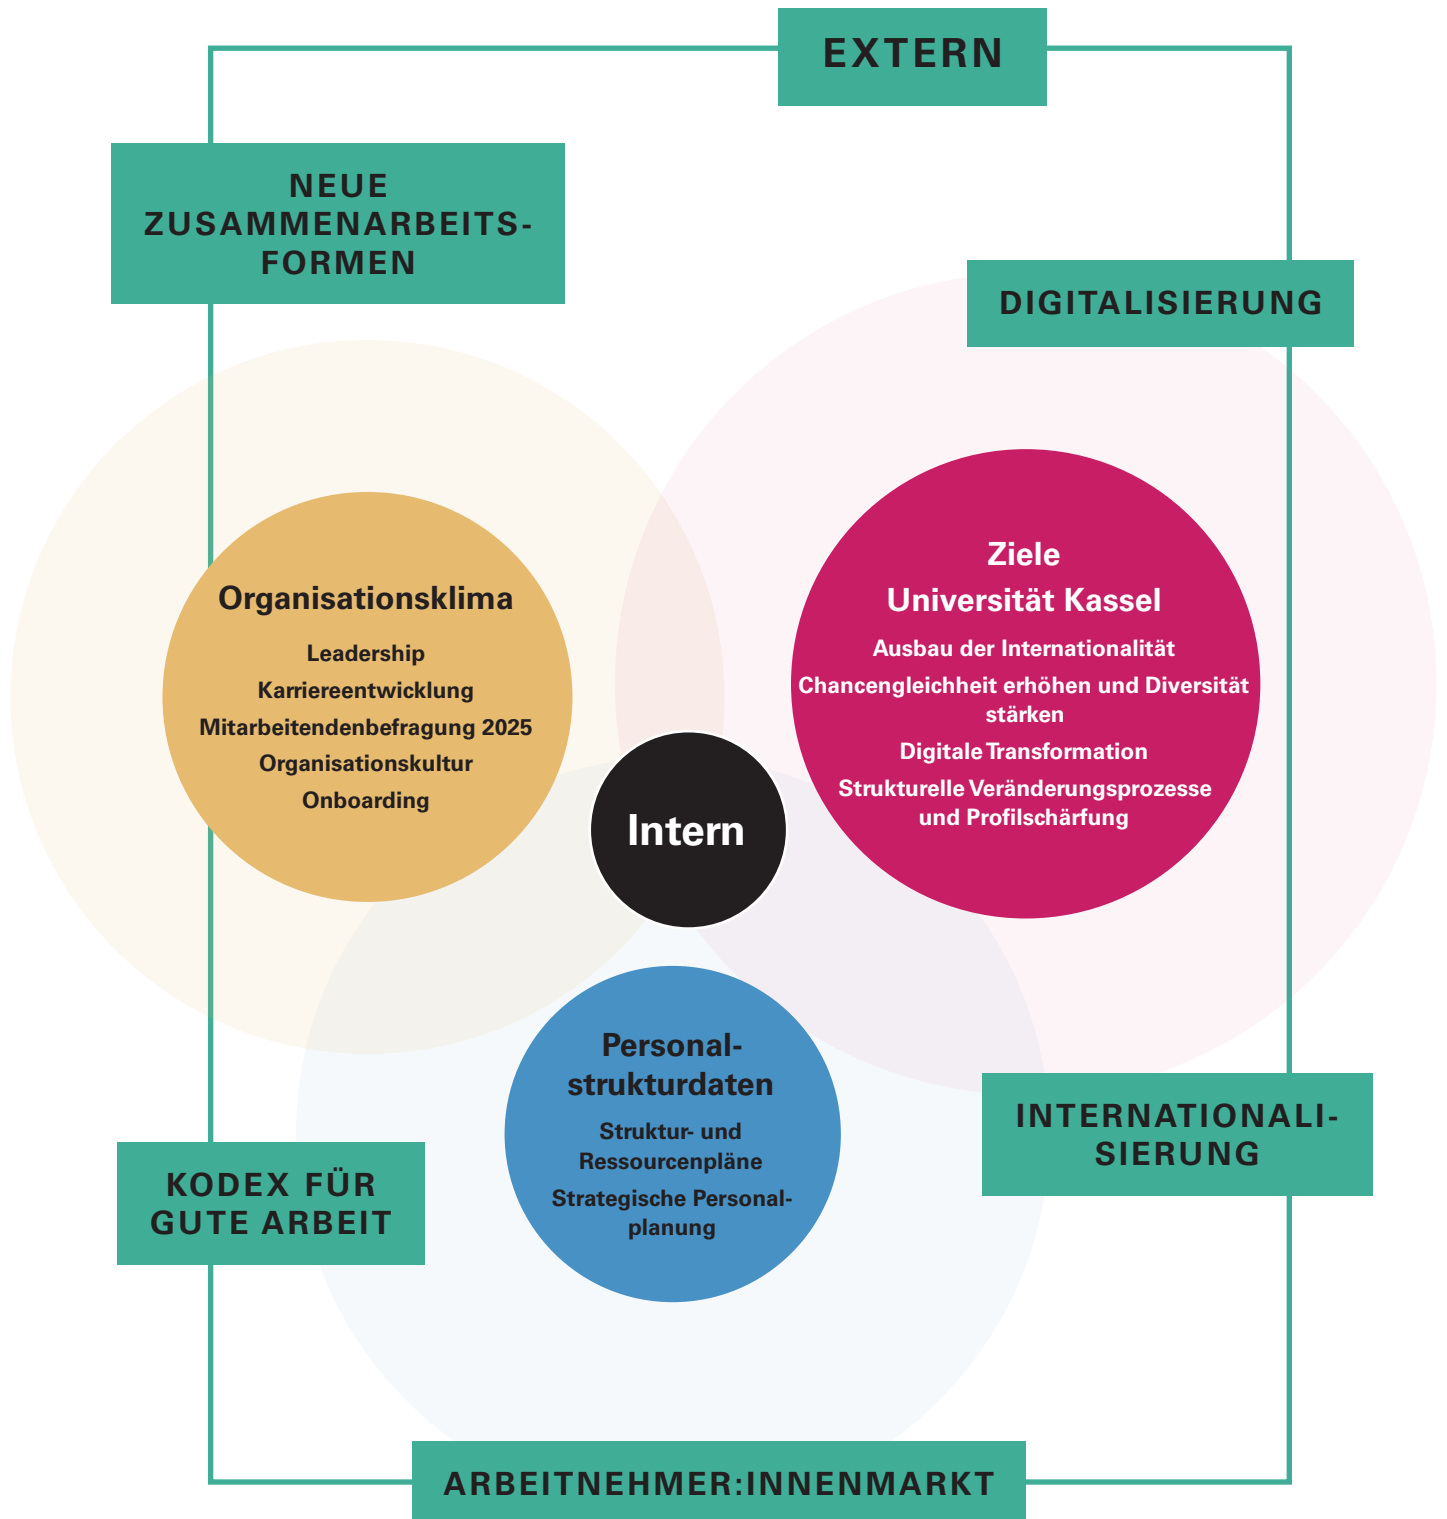 EXTERN
NEUE
ZUSAMMENARBEITS-
FORMEN
DIGITALISIERUNG
Organisationsklima
Leadership
Karriereentwicklung
Mitarbeitendenbefragung 2025
Organisationskultur
Onboarding
Ziele
Universität Kassel
Ausbau der Internationalität
Chancengleichheit erhöhen und Diversität
stärken
Digitale Transformation
Strukturelle Veränderungsprozesse
und Profilschärfung
Intern
Personal-
strukturdaten
Struktur- und
Ressourcenpläne
Strategische Personal-
planung
INTERNATIONALI-
SIERUNG
KODEX FÜR
GUTE ARBEIT
ARBEITNEHMER:INNENMARKT